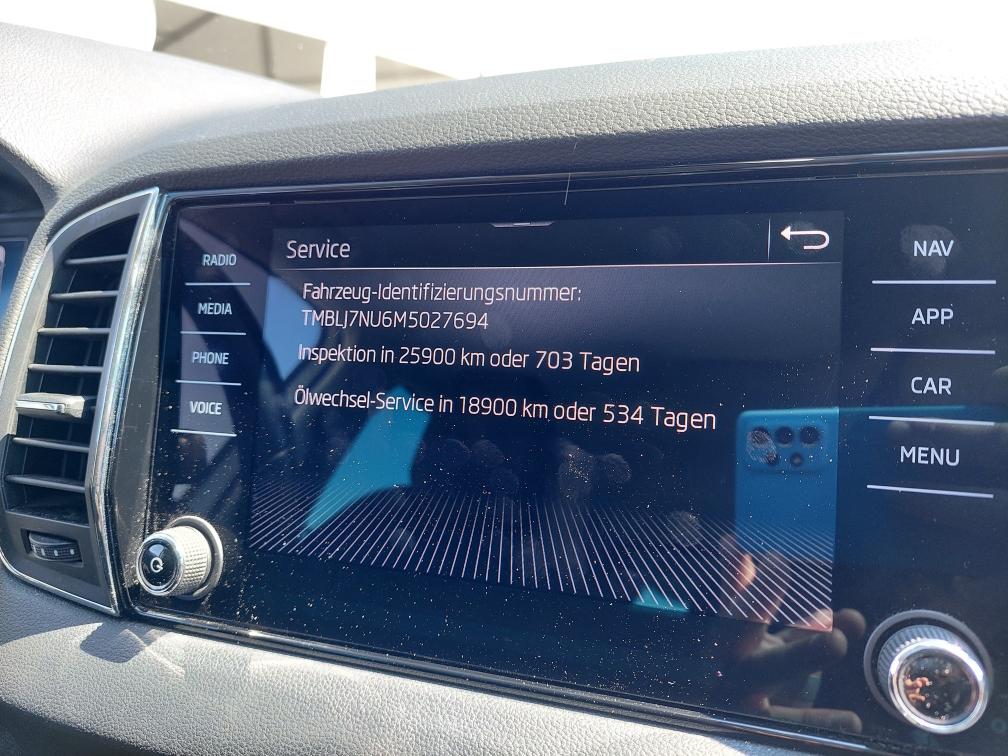 Service
Fahrzeug-Identifizierungsnummer:
TMBLJ7NU6M5027694
Inspektion in 25900 km oder 703 Tagen
Ölwechsel-Service in 18900 km oder 534 Tagen
RADIO
MEDIA
PHONE
VOICE
NAV
APP
CAR
MENU